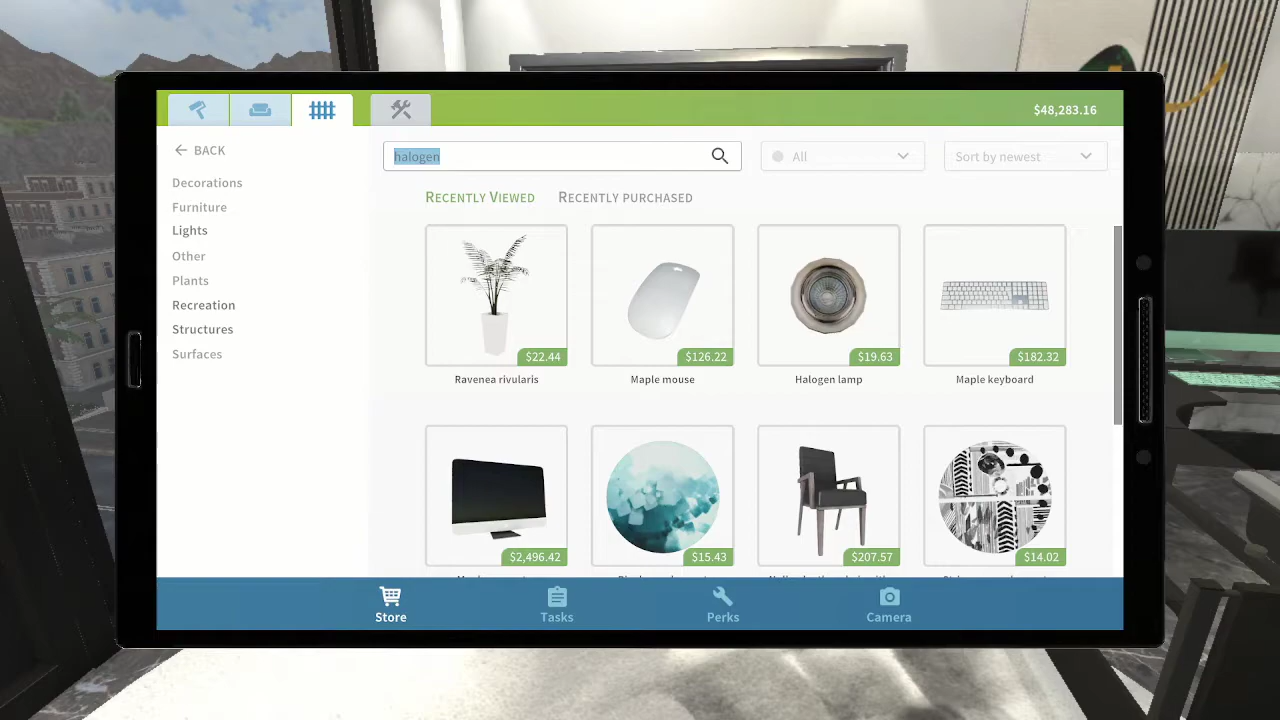 $48,283.16
BACK
halogen
All
Sort by newest
Decorations
Furniture
Lights
Other
Plants
Recreation
Structures
Surfaces
RECENTLY VIEWED
RECENTLY PURCHASED
$22.44
$126.22
$19.63
$182.32
Ravenea rivularis
Maple mouse
Halogen lamp
Maple keyboard
$2,496.42
$15.43
$207.57
$14.02
Store
Tasks
Perks
Camera